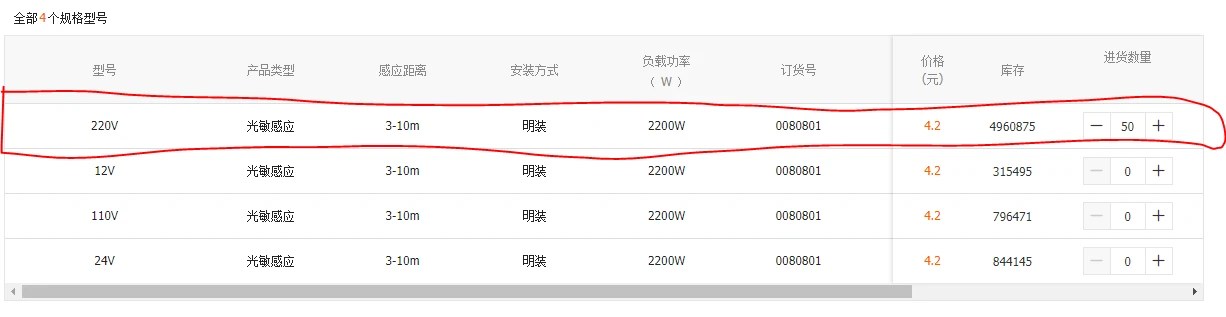 全部4个规格型号
型号 产品类型 感应距离 安装方式 负载功率（ W ） 订货号 价格（元） 库存 进货数量
220V 光敏感应 3-10m 明装 2200W 0080801 4.2 4960875 — 50 +
12V 光敏感应 3-10m 明装 2200W 0080801 4.2 315495 — 0 +
110V 光敏感应 3-10m 明装 2200W 0080801 4.2 796471 — 0 +
24V 光敏感应 3-10m 明装 2200W 0080801 4.2 844145 — 0 +